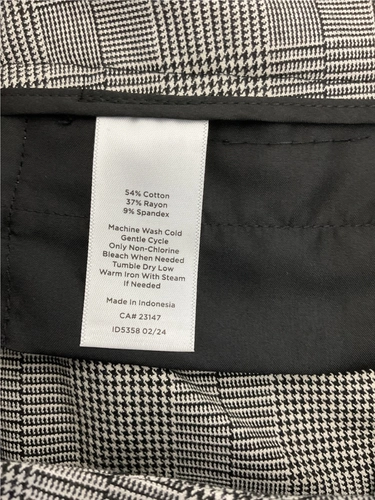 54% Cotton
37% Rayon
9% Spandex
Machine Wash Cold
Gentle Cycle
Only Non-Chlorine
Bleach When Needed
Tumble Dry Low
Warm Iron With Steam
If Needed
Made in Indonesia
CA# 23147
ID5358 02/24